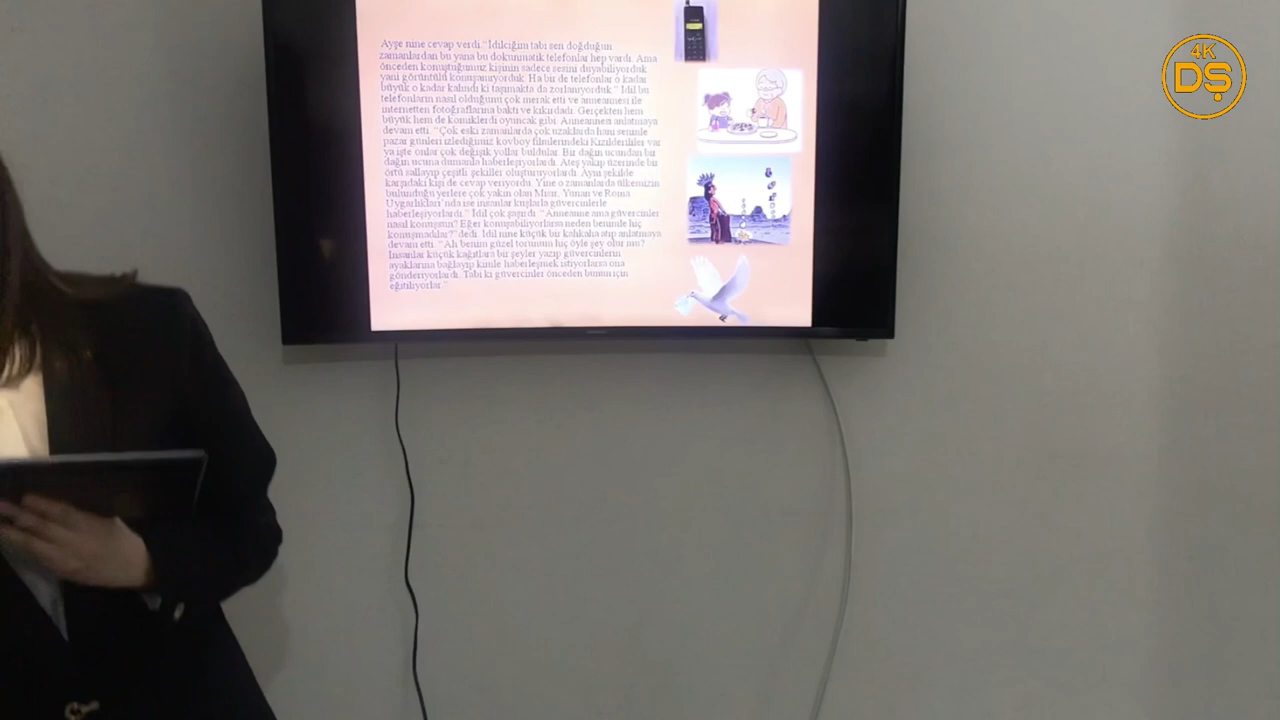 Ayşe nine cevap verdi.“İdilciğim tabi sen doğduğun
zamanlardan bu yana bu dokunmatik telefonlar hep vardı. Ama
önceden konuştuğumuz kişinin sadece sesini duyabiliyorduk
yani görüntülü konuşamıyorduk. Ha bir de telefonlar o kadar
büyük o kadar kalındı ki taşımakta da zorlanıyorduk.” İdil bu
telefonların nasıl olduğunu çok merak etti ve anneannesi ile
internetten fotoğraflarına baktı ve kıkırdadı. Gerçekten hem
büyük hem de komiklerdi oyuncak gibi. Anneannesi anlatmaya
devam etti. “Çok eski zamanlarda çok uzaklarda hani seninle
pazar günleri izlediğimiz kovboy filmlerindeki Kızılderililer var
ya işte onlar çok değişik yollar buldular. Bir dağın ucundan bir
dağın ucuna dumanla haberleşiyorlardı. Ateş yakıp üzerinde bir
örtü sallayıp çeşitli şekiller oluşturuyorlardı. Aynı şekilde
karşıdaki kişi de cevap veriyordu. Yine o zamanlarda ülkemizin
bulunduğu yerlere çok yakın olan Mısır, Yunan ve Roma
Uygarlıkları’nda ise insanlar kuşlarla güvercinlerle
haberleşiyorlardı.” İdil çok şaşırdı. “Anneanne ama güvercinler
nasıl konuşsun? Eğer konuşabiliyorlarsa neden benimle hiç
konuşmadılar?”dedi. İdil nine küçük bir kahkaha atıp anlatmaya
devam etti. “Ah benim güzel torunum hiç öyle şey olur mu?
İnsanlar küçük kağıtlara bir şeyler yazıp güvercinlerin
ayaklarına bağlayıp kimle haberleşmek istiyorlarsa ona
gönderiyorlardı. Tabi ki güvercinler önceden bunun için
eğitiliyorlar.”
4K
DŞ